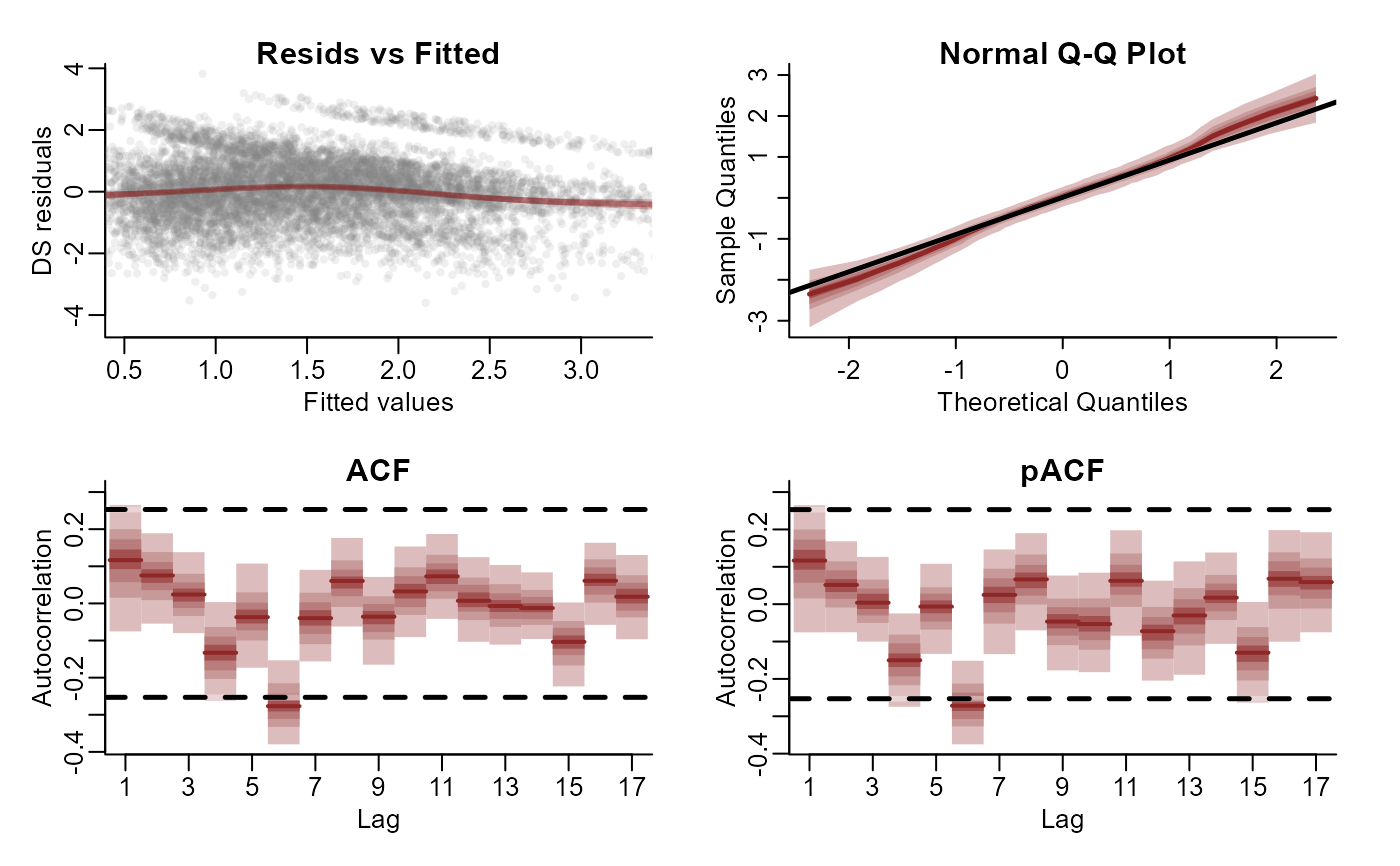 Resids vs Fitted
DS residuals
4
2
0
-2
-4
0.5 1.0 1.5 2.0 2.5 3.0
Fitted values
Normal Q-Q Plot
Sample Quantiles
3
2
1
-1
-3
-2 -1 0 1 2
Theoretical Quantiles
ACF
Autocorrelation
0.2
0.0
-0.2
-0.4
1 3 5 7 9 11 13 15 17
Lag
pACF
Autocorrelation
0.2
0.0
-0.2
-0.4
1 3 5 7 9 11 13 15 17
Lag